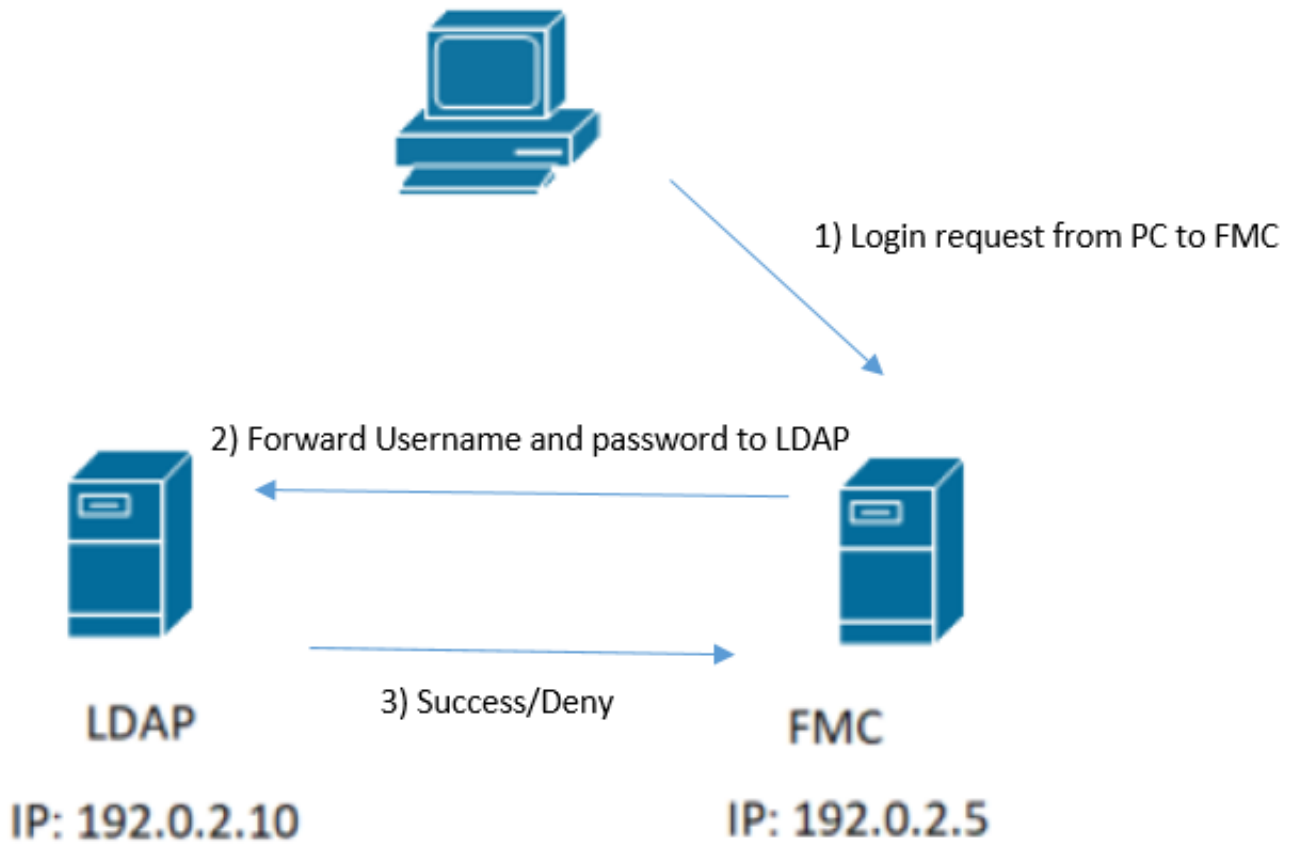 1) Login request from PC to FMC
2) Forward Username and password to LDAP
3) Success/Deny
LDAP
FMC
IP: 192.0.2.10
IP: 192.0.2.5